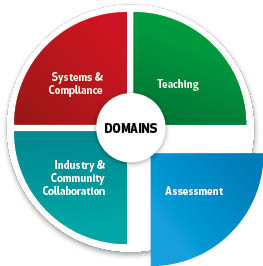 Systems &
Compliance
Teaching
DOMAINS
Industry &
Community
Collaboration
Assessment